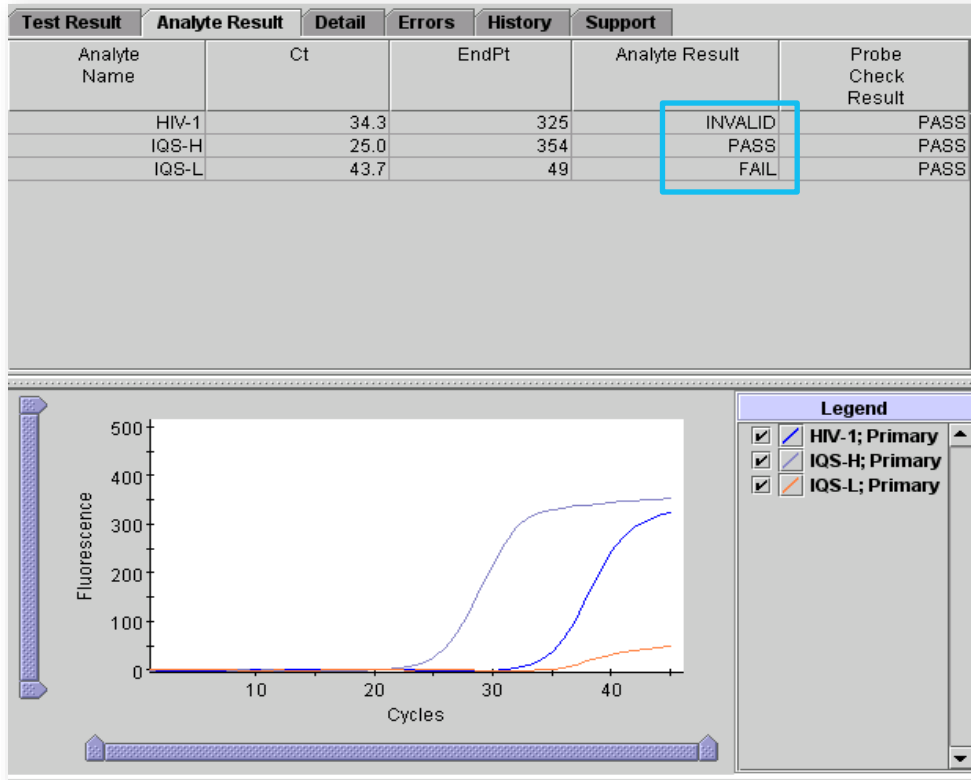 Test Result Analyte Result Detail Errors History Support
Analyte Name Ct EndPt Analyte Result Probe Check Result
HIV-1 34.3 325 INVALID PASS
IQS-H 25.0 354 PASS PASS
IQS-L 43.7 49 FAIL PASS
Legend
HIV-1; Primary
IQS-H; Primary
IQS-L; Primary
500
400
300
200
100
0
Fluorescence
10 20 30 40
Cycles